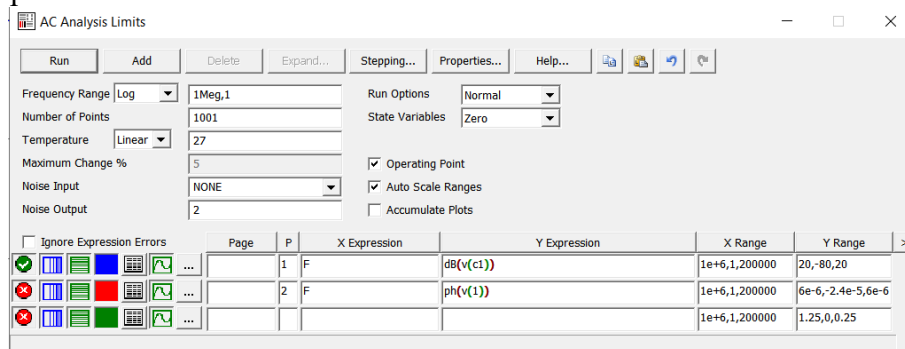 AC Analysis Limits
Run Add Delete Expand... Stepping... Properties... Help...
Frequency Range Log 1Meg,1 Run Options Normal
Number of Points 1001 State Variables Zero
Temperature Linear 27
Maximum Change % 5 Operating Point
Noise Input NONE Auto Scale Ranges
Noise Output 2 Accumulate Plots
Ignore Expression Errors Page P X Expression Y Expression X Range Y Range >
... 1 F dB(v(c1)) 1e+6,1,200000 20,-80,20
... 2 F ph(v(1)) 1e+6,1,200000 6e-6,-2.4e-5,6e-6
... 1e+6,1,200000 1.25,0,0.25